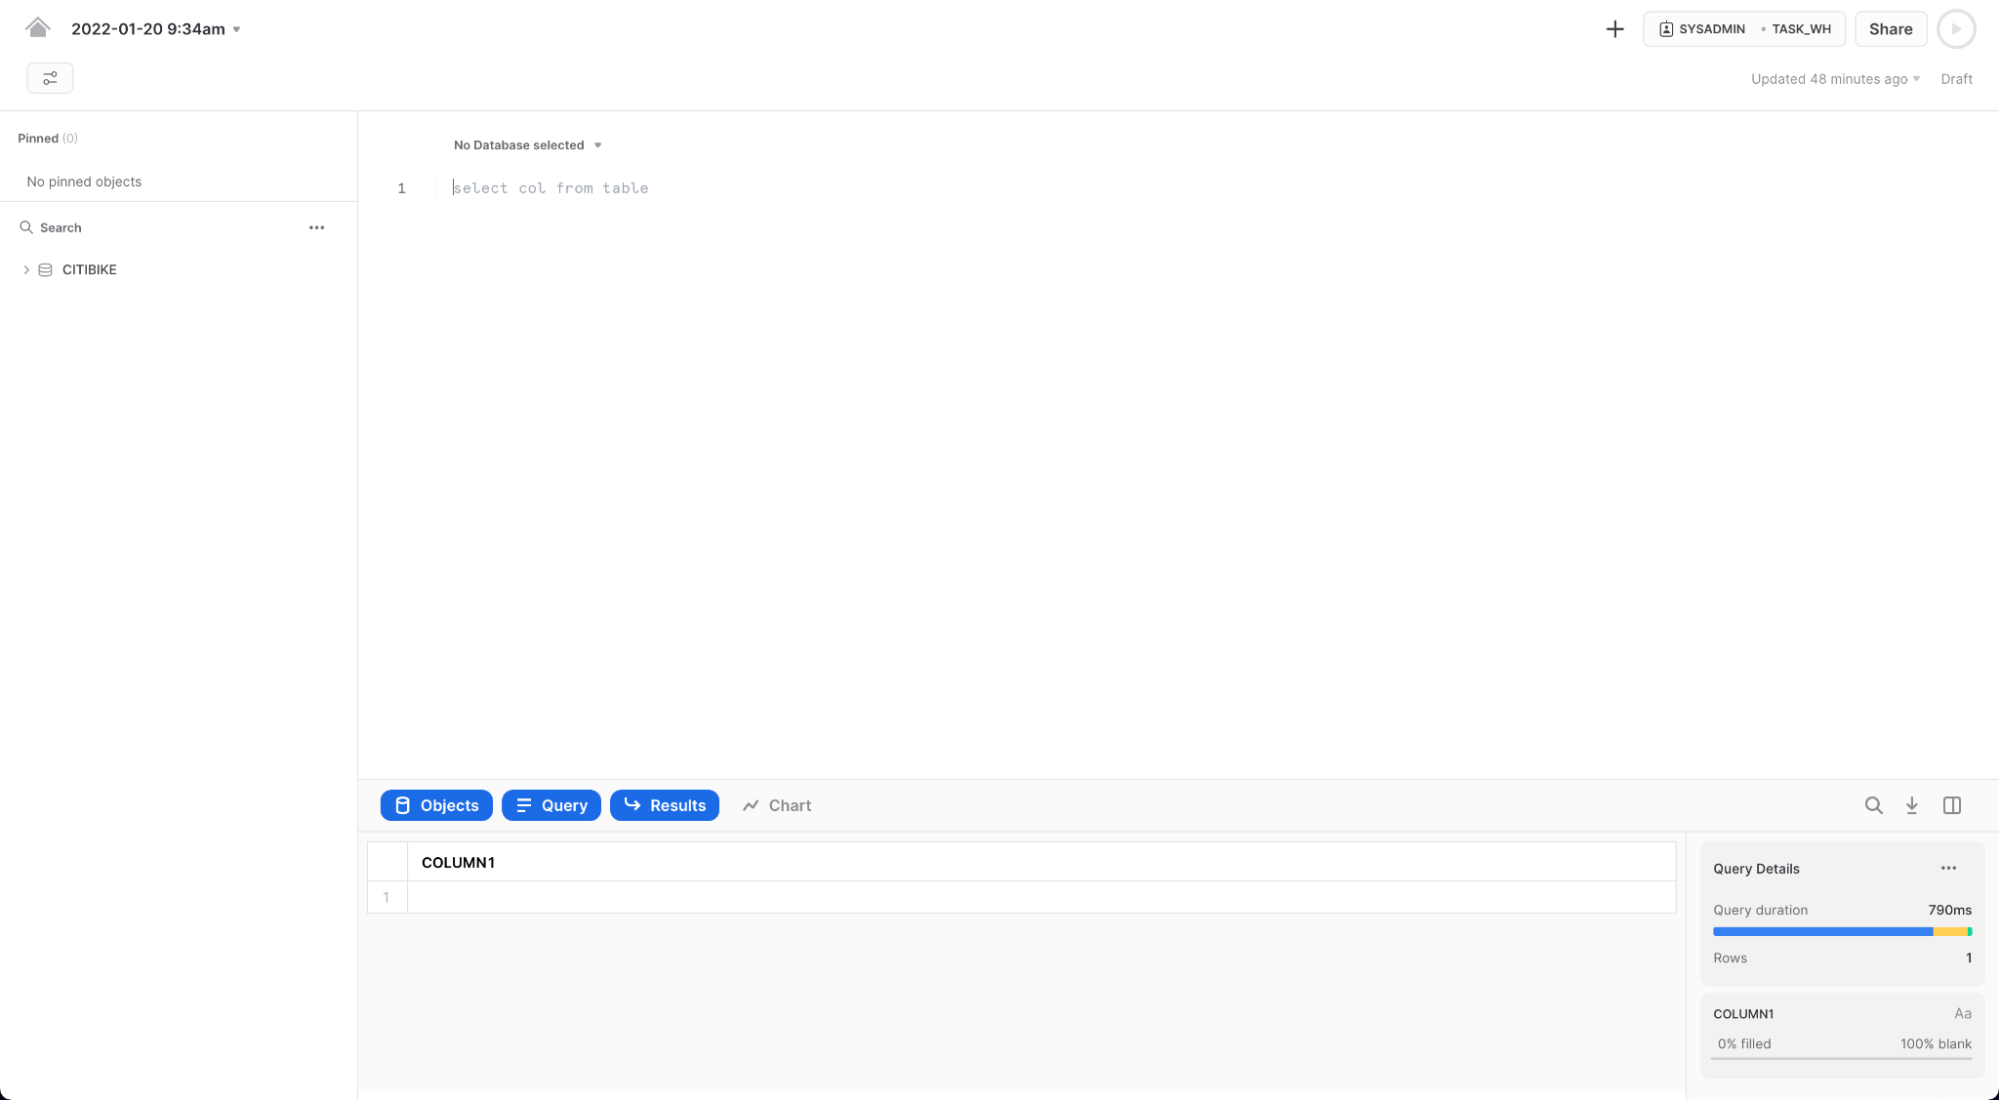 2022-01-20 9:34am
SYSADMIN • TASK_WH
Share
Updated 48 minutes ago
Draft
Pinned (0)
No pinned objects
Search
CITIBIKE
No Database selected
1 select col from table
Objects
Query
Results
Chart
COLUMN1
1
Query Details
Query duration 790ms
Rows 1
COLUMN1 Aa
0% filled 100% blank